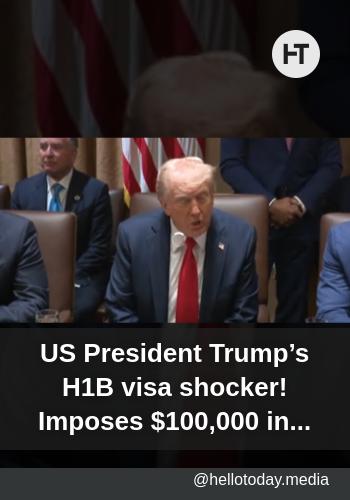 HT
US President Trump’s
H1B visa shocker!
Imposes $100,000 in...
@hellotoday.media